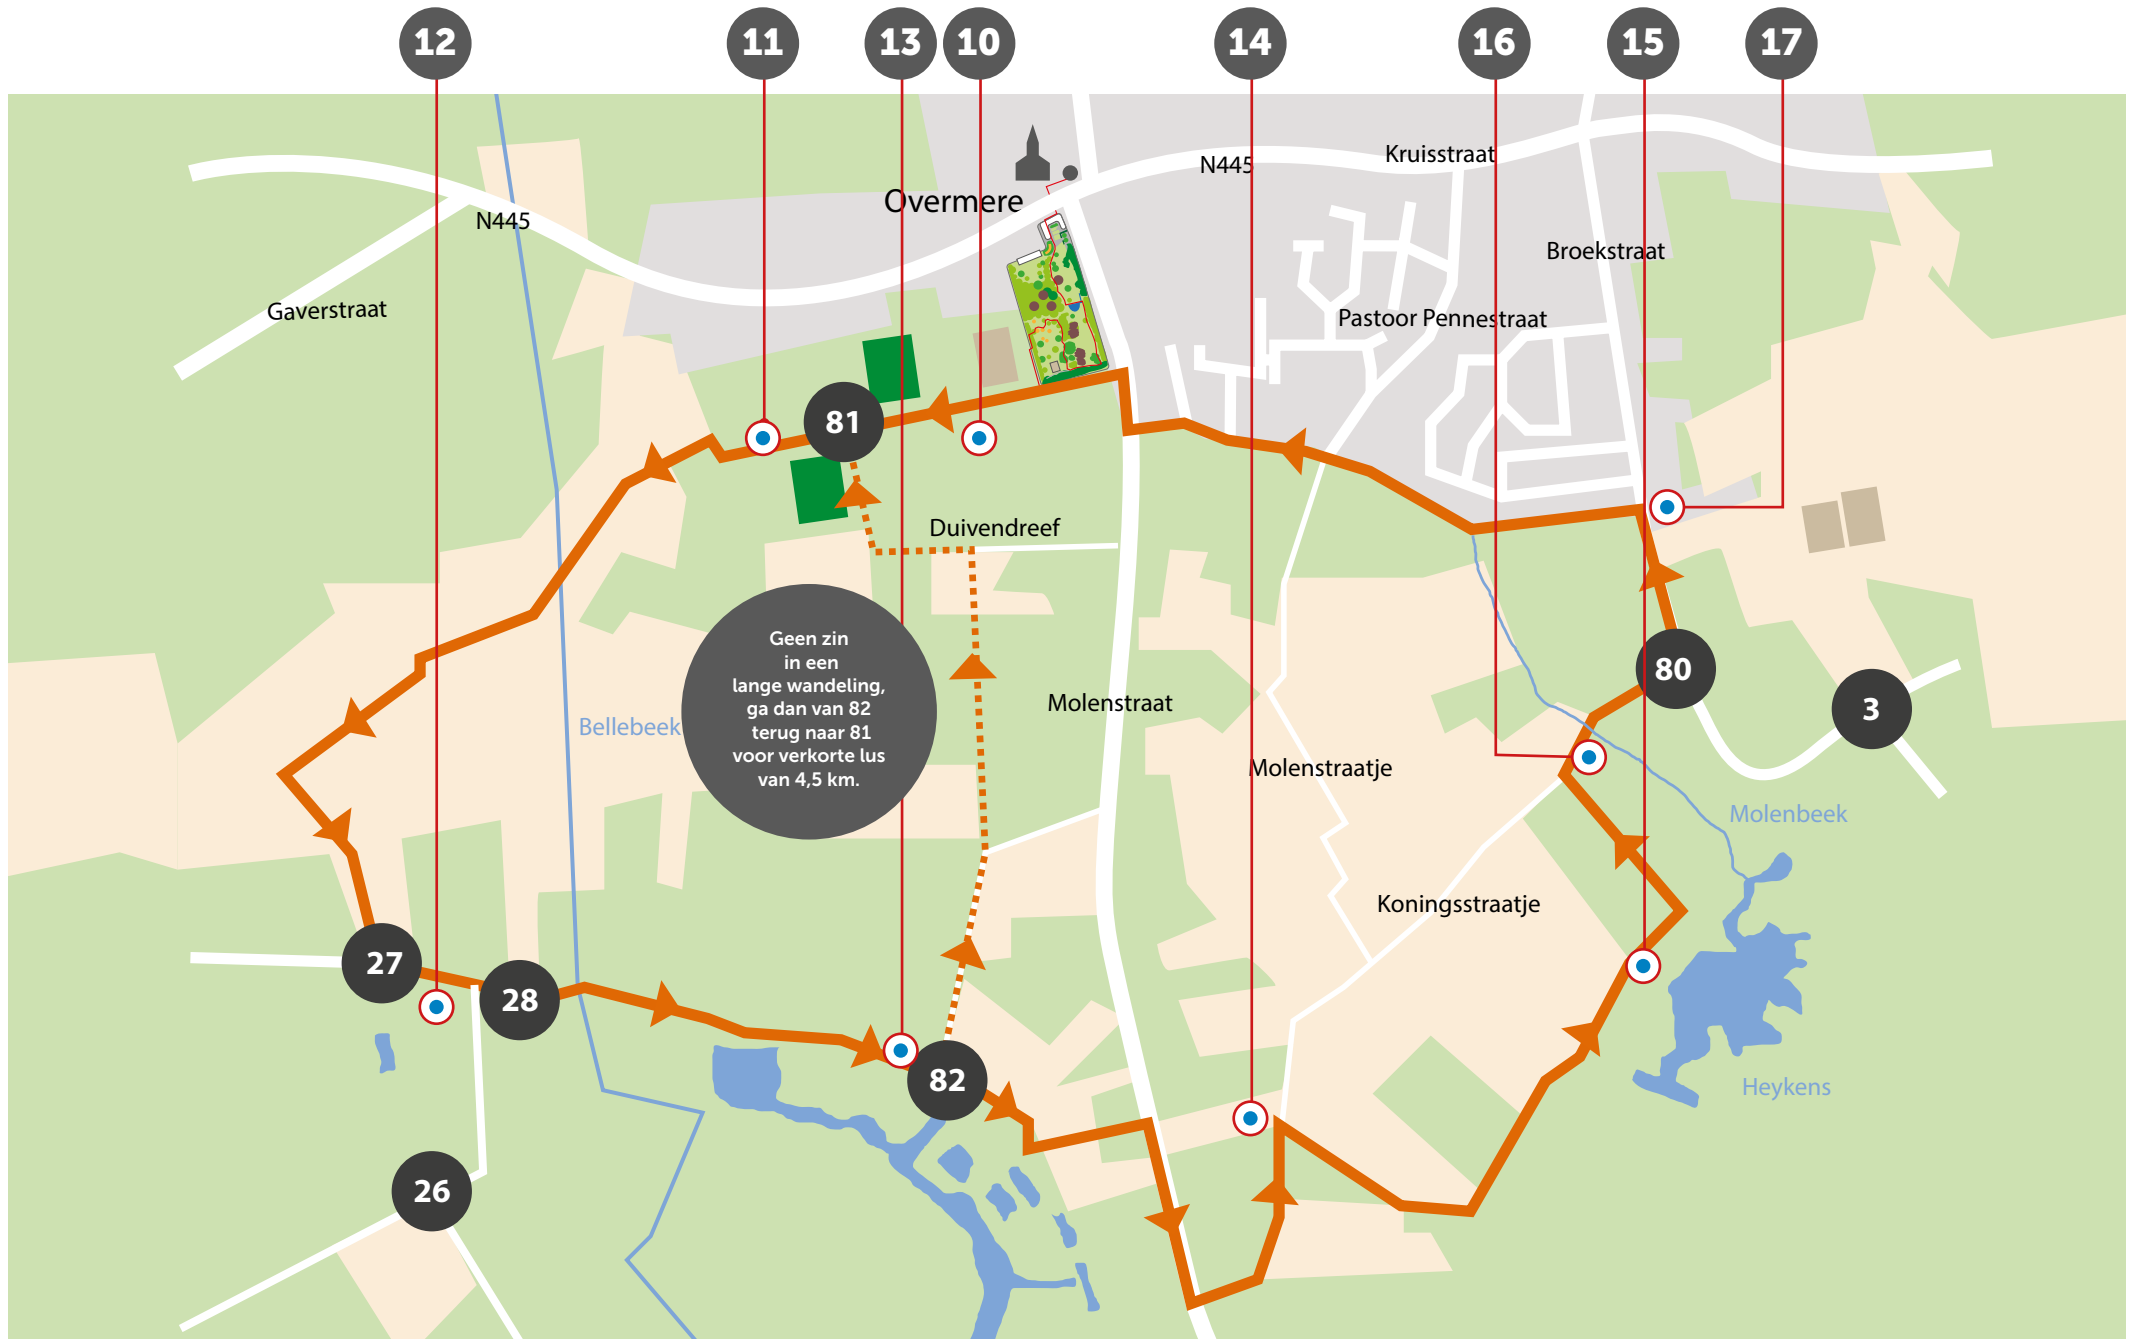 12
11
13
10
14
16
15
17
Kruisstraat
N445
Overmere
N445
Broekstraat
Gaverstraat
Pastoor Pennestraat
81
Duivendreef
Geen zin
in een
lange wandeling,
ga dan van 82
terug naar 81
voor verkorte lus
van 4,5 km.
80
3
Molenstraat
Bellebeek
Molenstraatje
Molenbeek
Koningsstraatje
27
28
82
Heykens
26